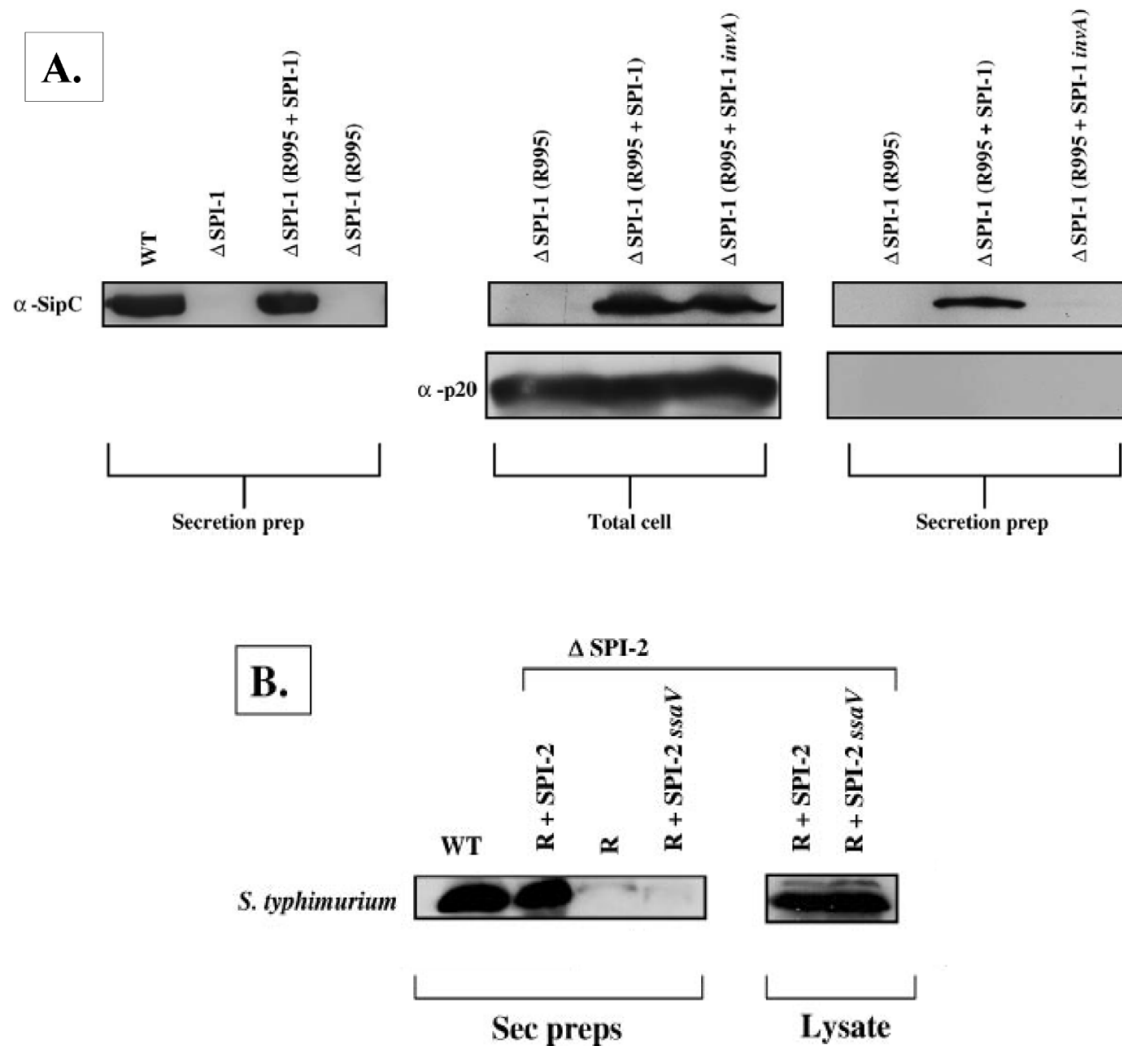 A.
WT
Δ SPI-1
Δ SPI-1 (R995 + SPI-1)
Δ SPI-1 (R995)
Δ SPI-1 (R995)
Δ SPI-1 (R995 + SPI-1)
Δ SPI-1 (R995 + SPI-1 invA)
Δ SPI-1 (R995)
Δ SPI-1 (R995 + SPI-1)
Δ SPI-1 (R995 + SPI-1 invA)
α -SipC
α -p20
Secretion prep
Total cell
Secretion prep
B.
Δ SPI-2
WT
R + SPI-2
R
R + SPI-2 ssaV
R + SPI-2
R + SPI-2 ssaV
S. typhimurium
Sec preps
Lysate